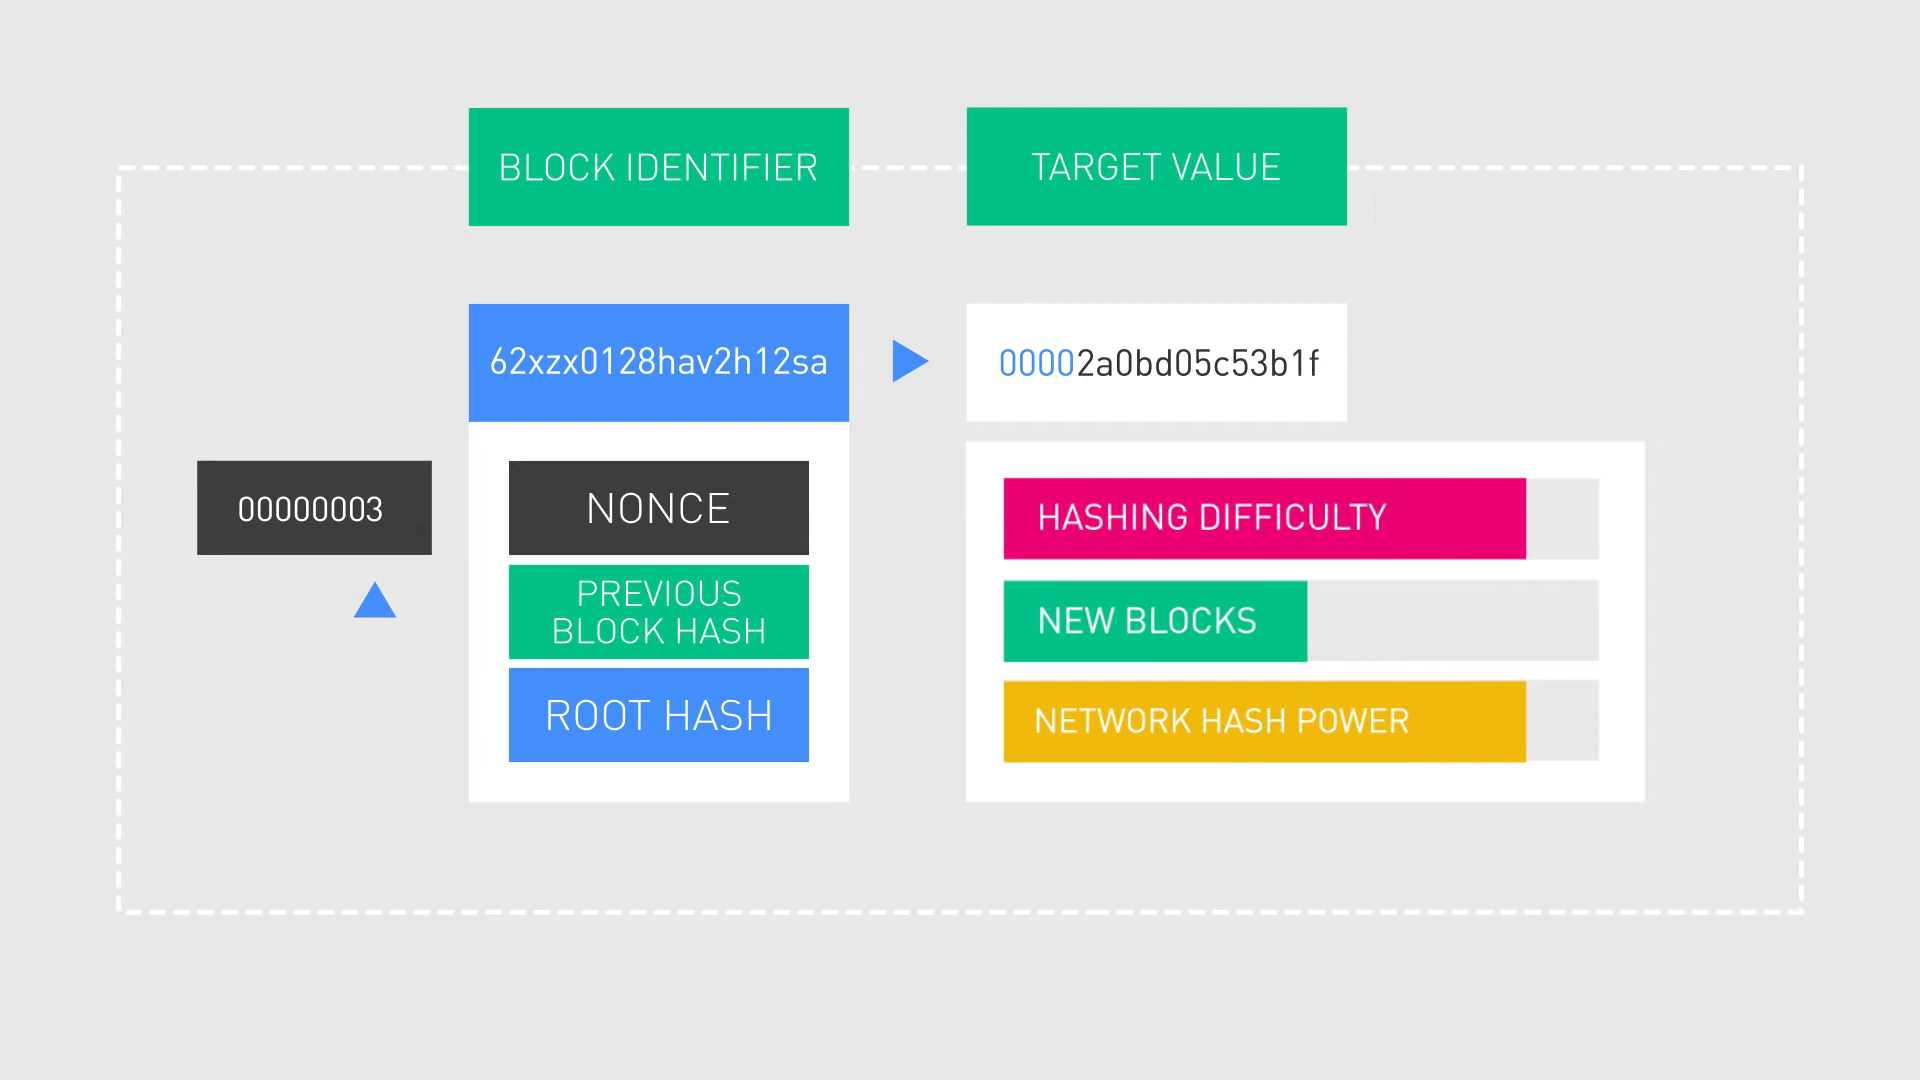 BLOCK IDENTIFIER
TARGET VALUE
62xzx0128hav2h12sa
00002a0bd05c53b1f
00000003
NONCE
PREVIOUS
BLOCK HASH
ROOT HASH
HASHING DIFFICULTY
NEW BLOCKS
NETWORK HASH POWER